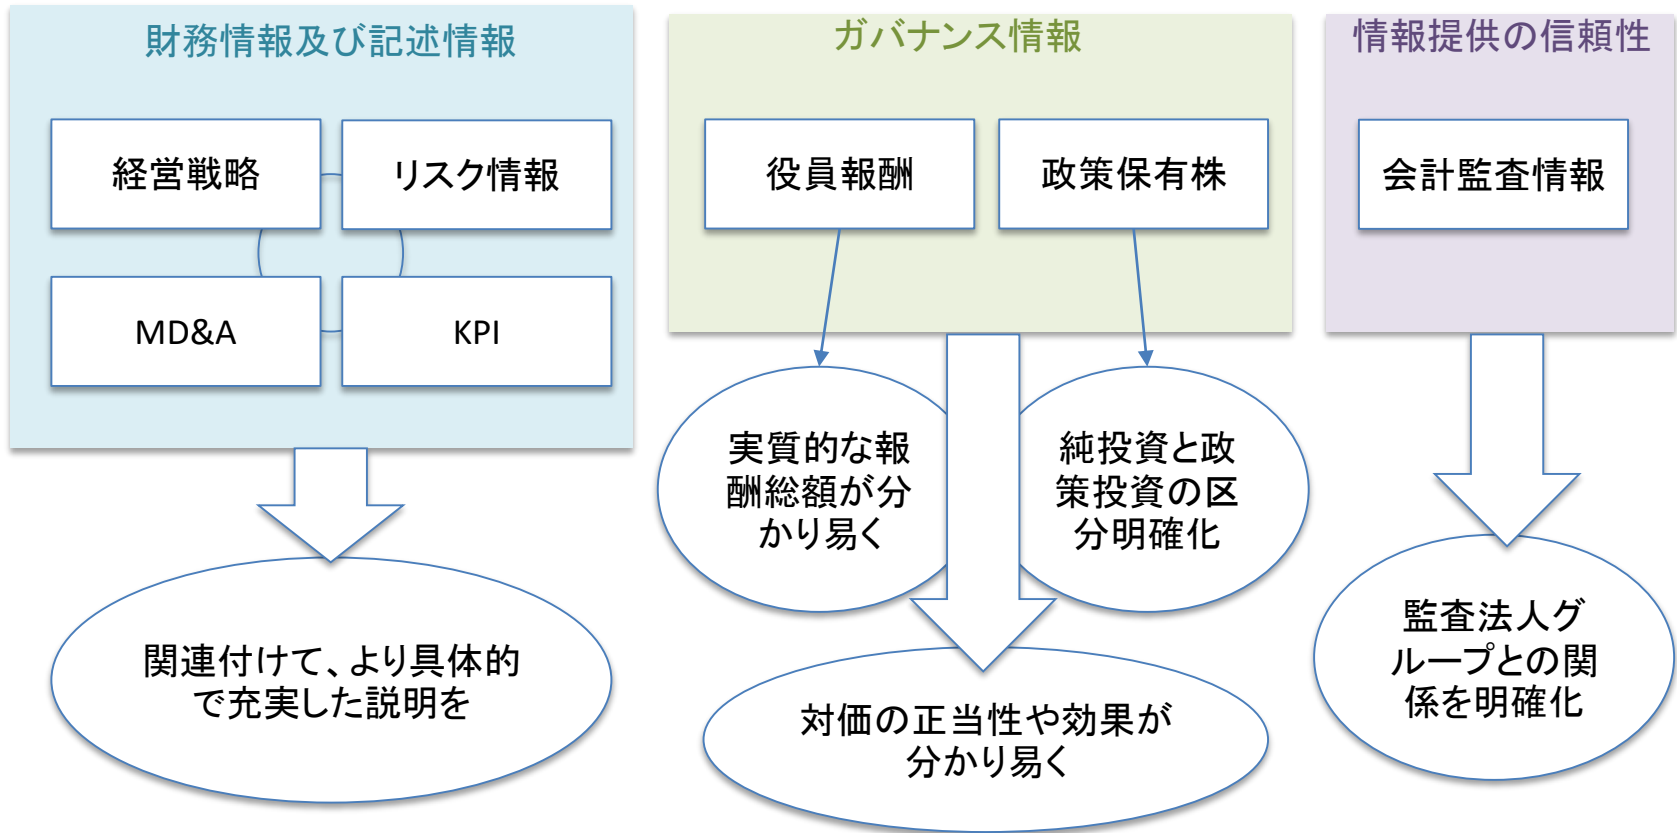 財務情報及び記述情報
経営戦略
リスク情報
MD&A
KPI
関連付けて、より具体的
で充実した説明を
ガバナンス情報
役員報酬
政策保有株
実質的な報
酬総額が分
かり易く
純投資と政
策投資の区
分明確化
対価の正当性や効果が
分かり易く
情報提供の信頼性
会計監査情報
監査法人グ
ループとの関
係を明確化